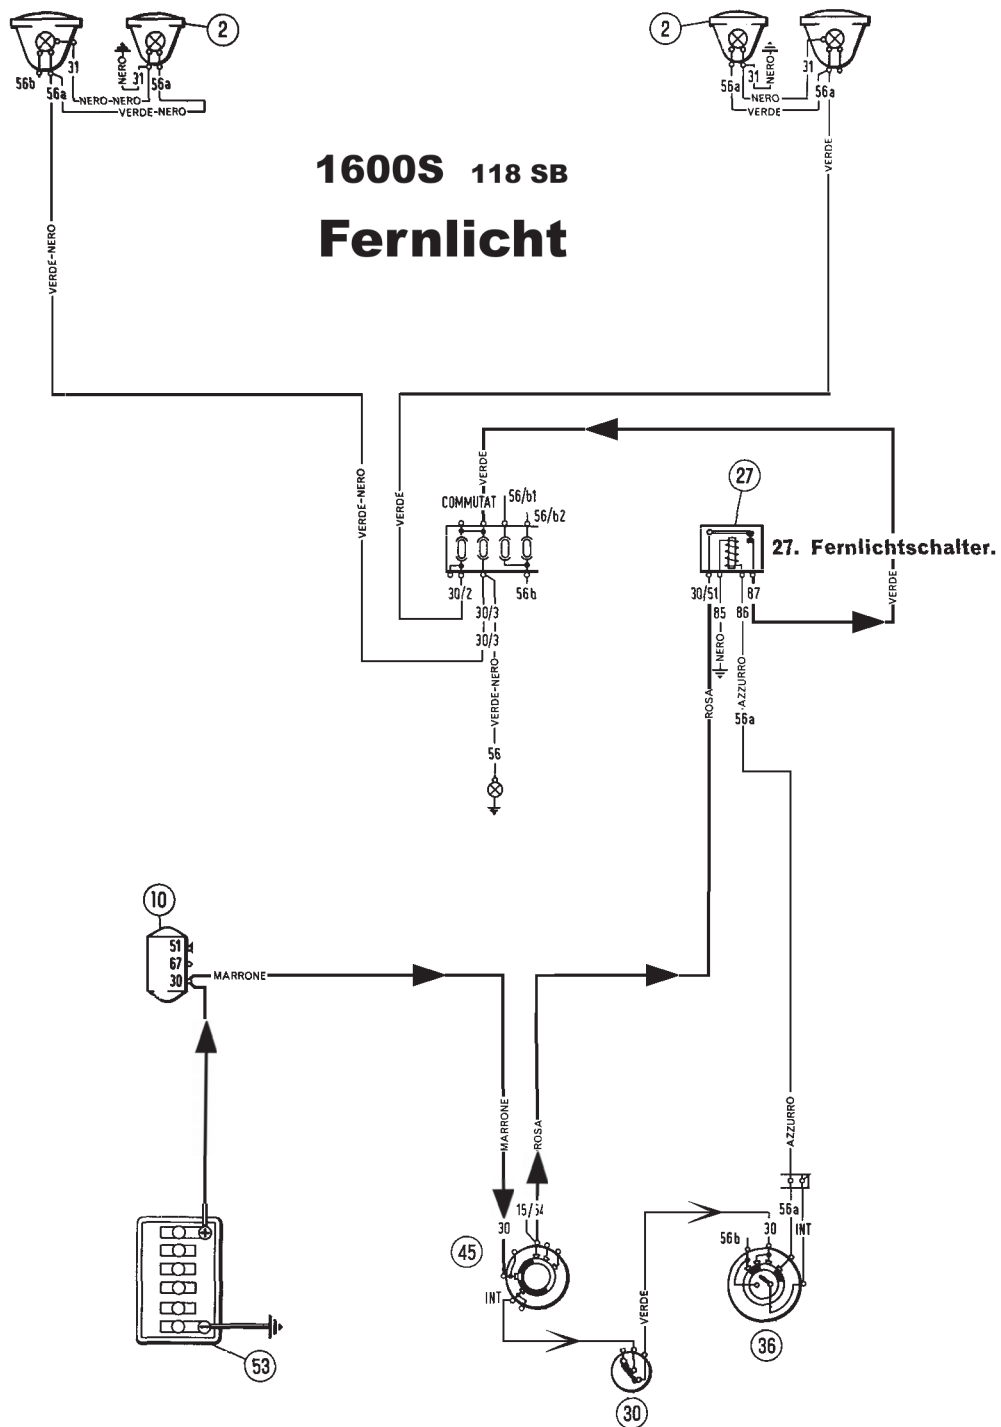 2
2
56b
31
56a
NERO
31
56a
NERO-NERO
VERDE-NERO
56a
31
NERO
31
56a
NERO
VERDE
1600S 118 SB
Fernlicht
VERDE-NERO
VERDE
VERDE-NERO
VERDE
VERDE
COMMUTAT
56/b1
56/b2
27
27. Fernlichtschalter.
VERDE
30/2
30/3
56b
30/3
VERDE-NERO
56
30/51
85
86
87
NERO
ROSA
AZZURRO
56a
10
51
67
30
MARRONE
MARRONE
ROSA
AZZURRO
15/54
30
45
INT
56a
30
INT
56b
VERDE
36
53
30